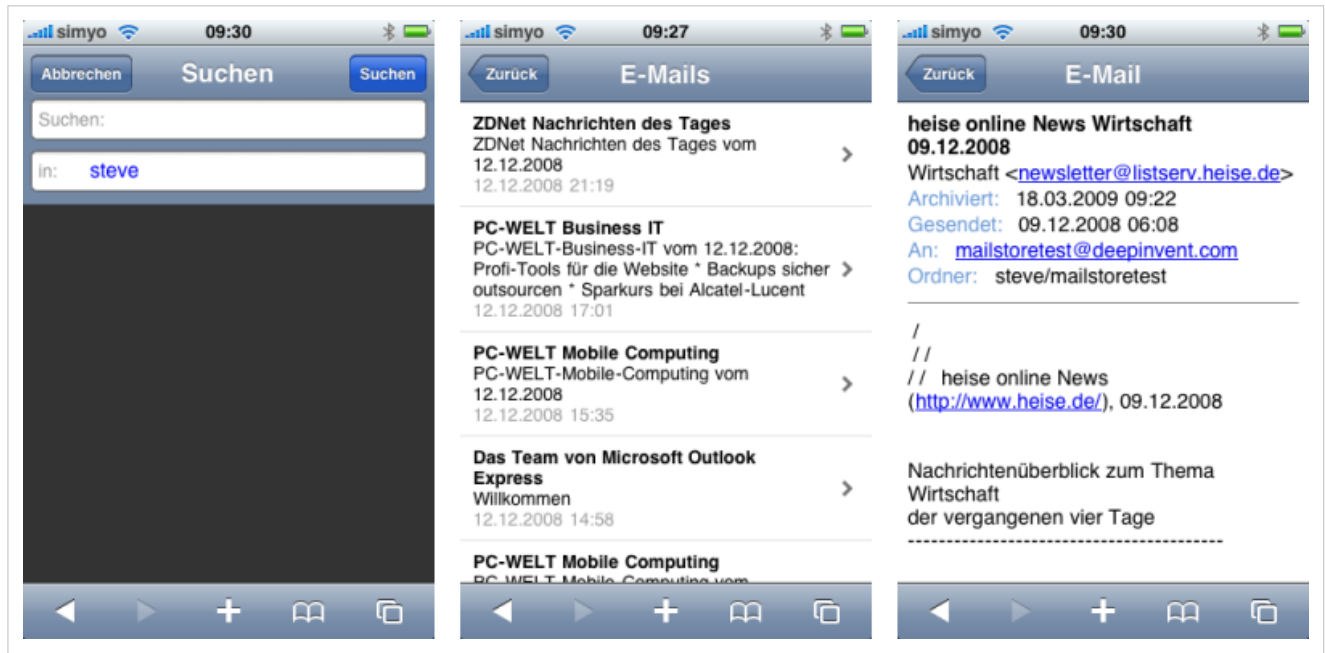 simyo 09:30
Abbrechen Suchen Suchen
Suchen:
in: steve
simyo 09:27
Zurück E-Mails
ZDNet Nachrichten des Tages
ZDNet Nachrichten des Tages vom
12.12.2008
12.12.2008 21:19
PC-WELT Business IT
PC-WELT-Business-IT vom 12.12.2008:
Profi-Tools für die Website * Backups sicher
outsourcen * Sparkurs bei Alcatel-Lucent
12.12.2008 17:01
PC-WELT Mobile Computing
PC-WELT-Mobile-Computing vom
12.12.2008
12.12.2008 15:35
Das Team von Microsoft Outlook
Express
Willkommen
12.12.2008 14:58
PC-WELT Mobile Computing
PC-WELT-Mobile-Computing vom
simyo 09:30
Zurück E-Mail
heise online News Wirtschaft
09.12.2008
Wirtschaft <newsletter@listserv.heise.de>
Archiviert: 18.03.2009 09:22
Gesendet: 09.12.2008 06:08
An: mailstoretest@deepinvent.com
Ordner: steve/mailstoretest
/
//
// heise online News
(http://www.heise.de/), 09.12.2008
Nachrichtenüberblick zum Thema
Wirtschaft
der vergangenen vier Tage
-----------------------------------------